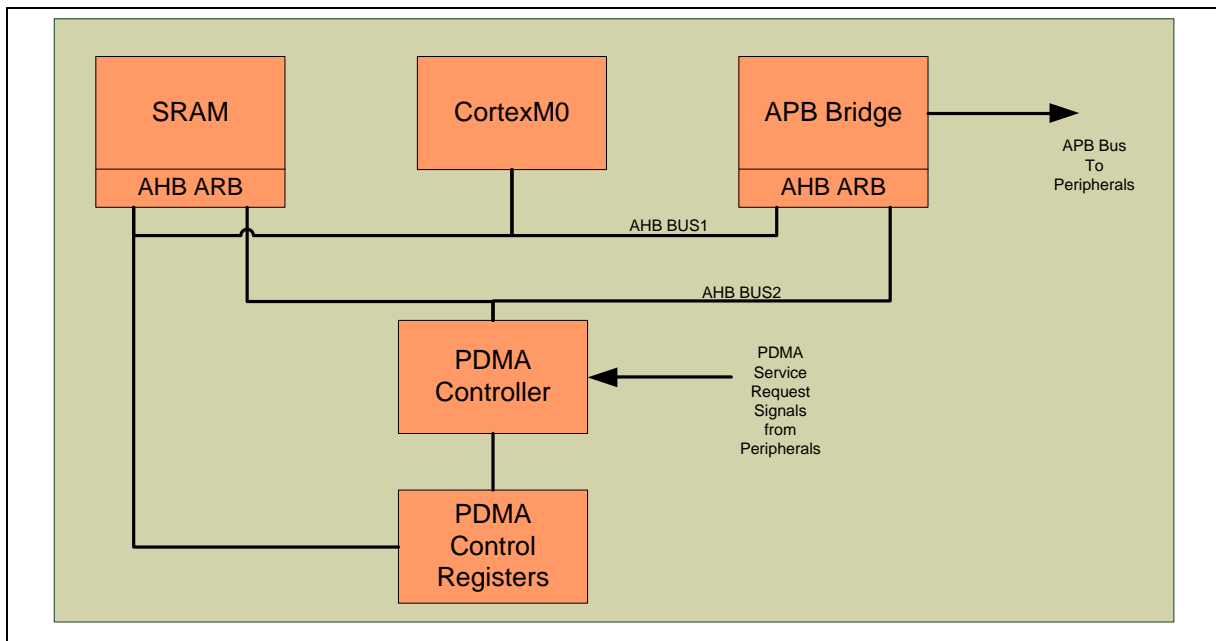 SRAM
CortexM0
APB Bridge
AHB ARB
AHB ARB
APB Bus
To
Peripherals
AHB BUS1
AHB BUS2
PDMA
Controller
PDMA
Service
Request
Signals
from
Peripherals
PDMA
Control
Registers